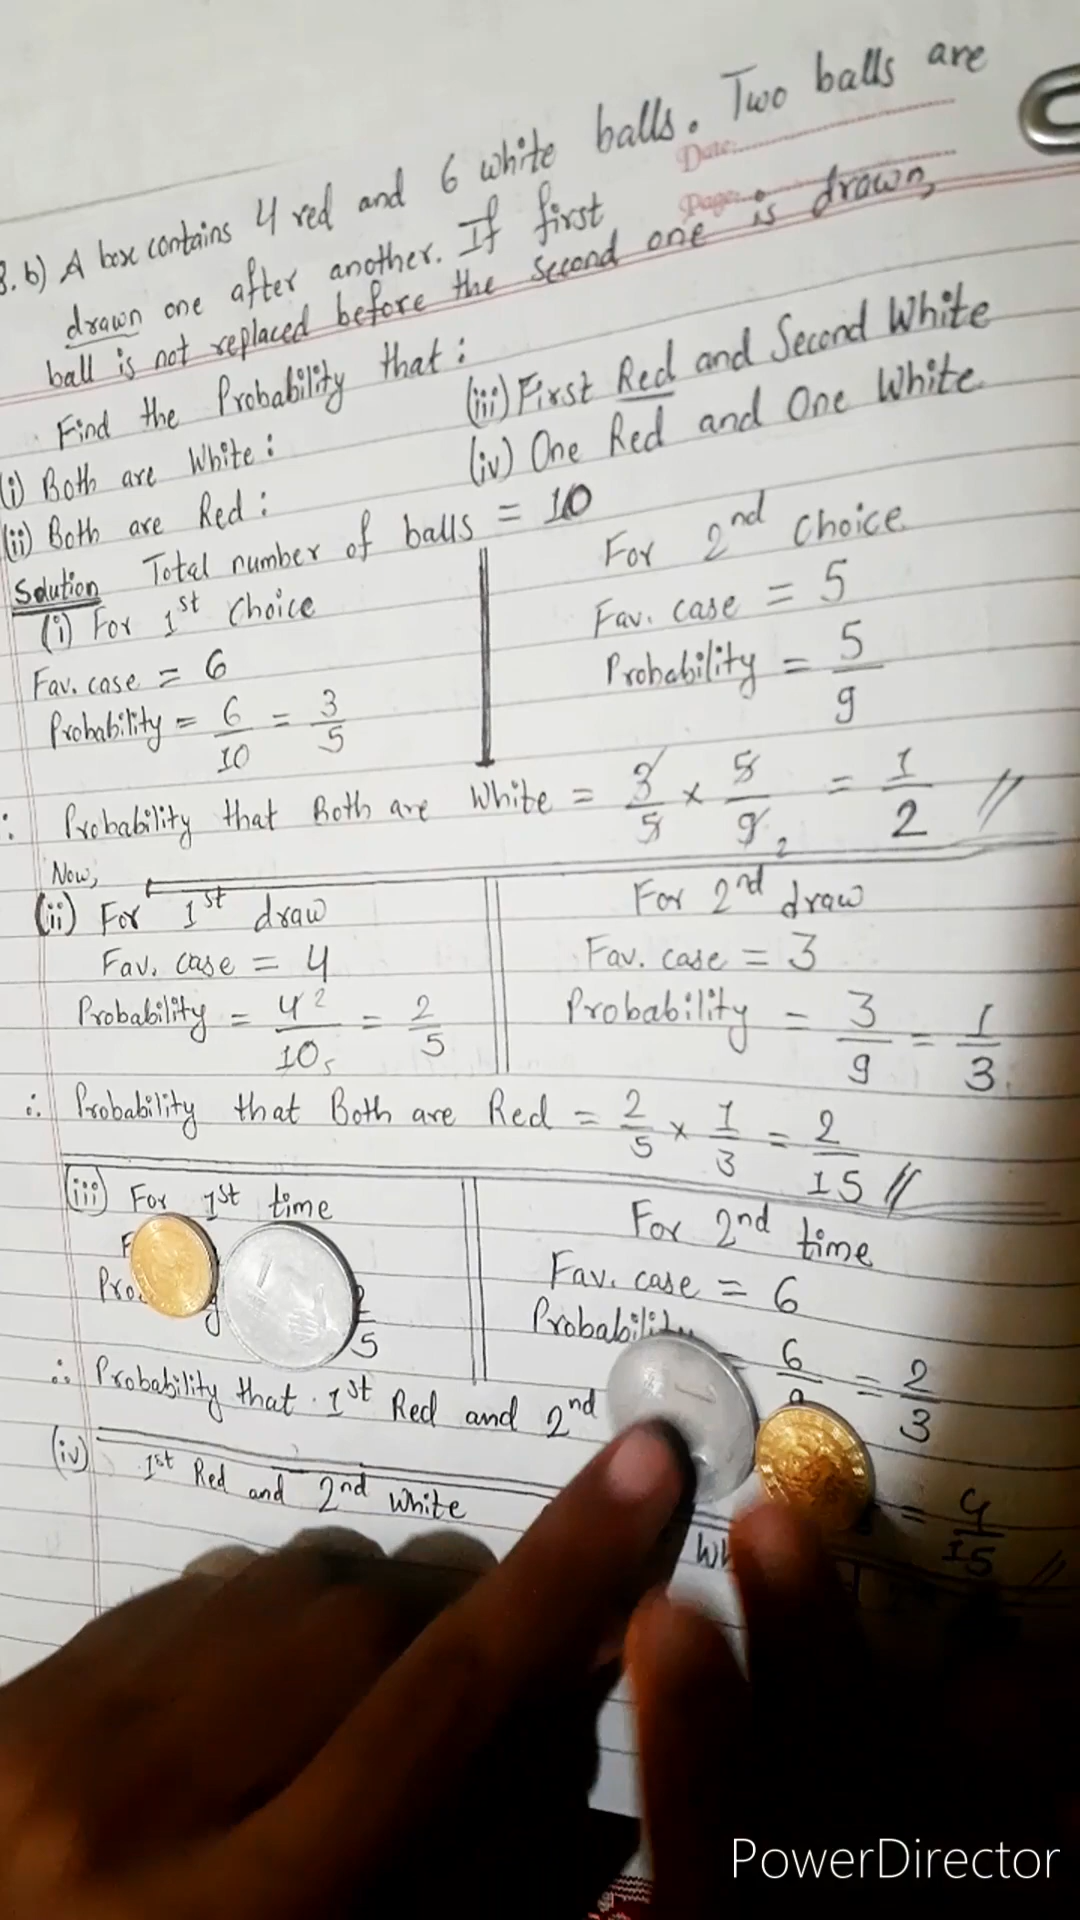 Date:
Page:
3. b) A box contains 4 red and 6 white balls. Two balls are
drawn one after another. If first
ball is not replaced before the second one is drawn,
Find the Probability that:
(i) Both are White:
(ii) Both are Red:
(iii) First Red and Second White
(iv) One Red and One White
Solution Total number of balls = 10
(i) For 1st Choice
Fav. case = 6
Probability = 6/10 = 3/5
For 2nd Choice
Fav. case = 5
Probability = 5/9
∴ Probability that Both are White = 3/5 × 5/9 2 = 1/2 //
Now,
(ii) For 1st draw
Fav. case = 4
Probability = 4 2/10 5 = 2/5
For 2nd draw
Fav. case = 3
Probability = 3/9 = 1/3
∴ Probability that Both are Red = 2/5 × 1/3 = 2/15 //
(iii) For 1st time
5
For 2nd time
Fav. case = 6
= 6/ = 2/3
∴ Probability that 1st Red and 2nd
= 4/15 //
(iv) 1st Red and 2nd White
PowerDirector